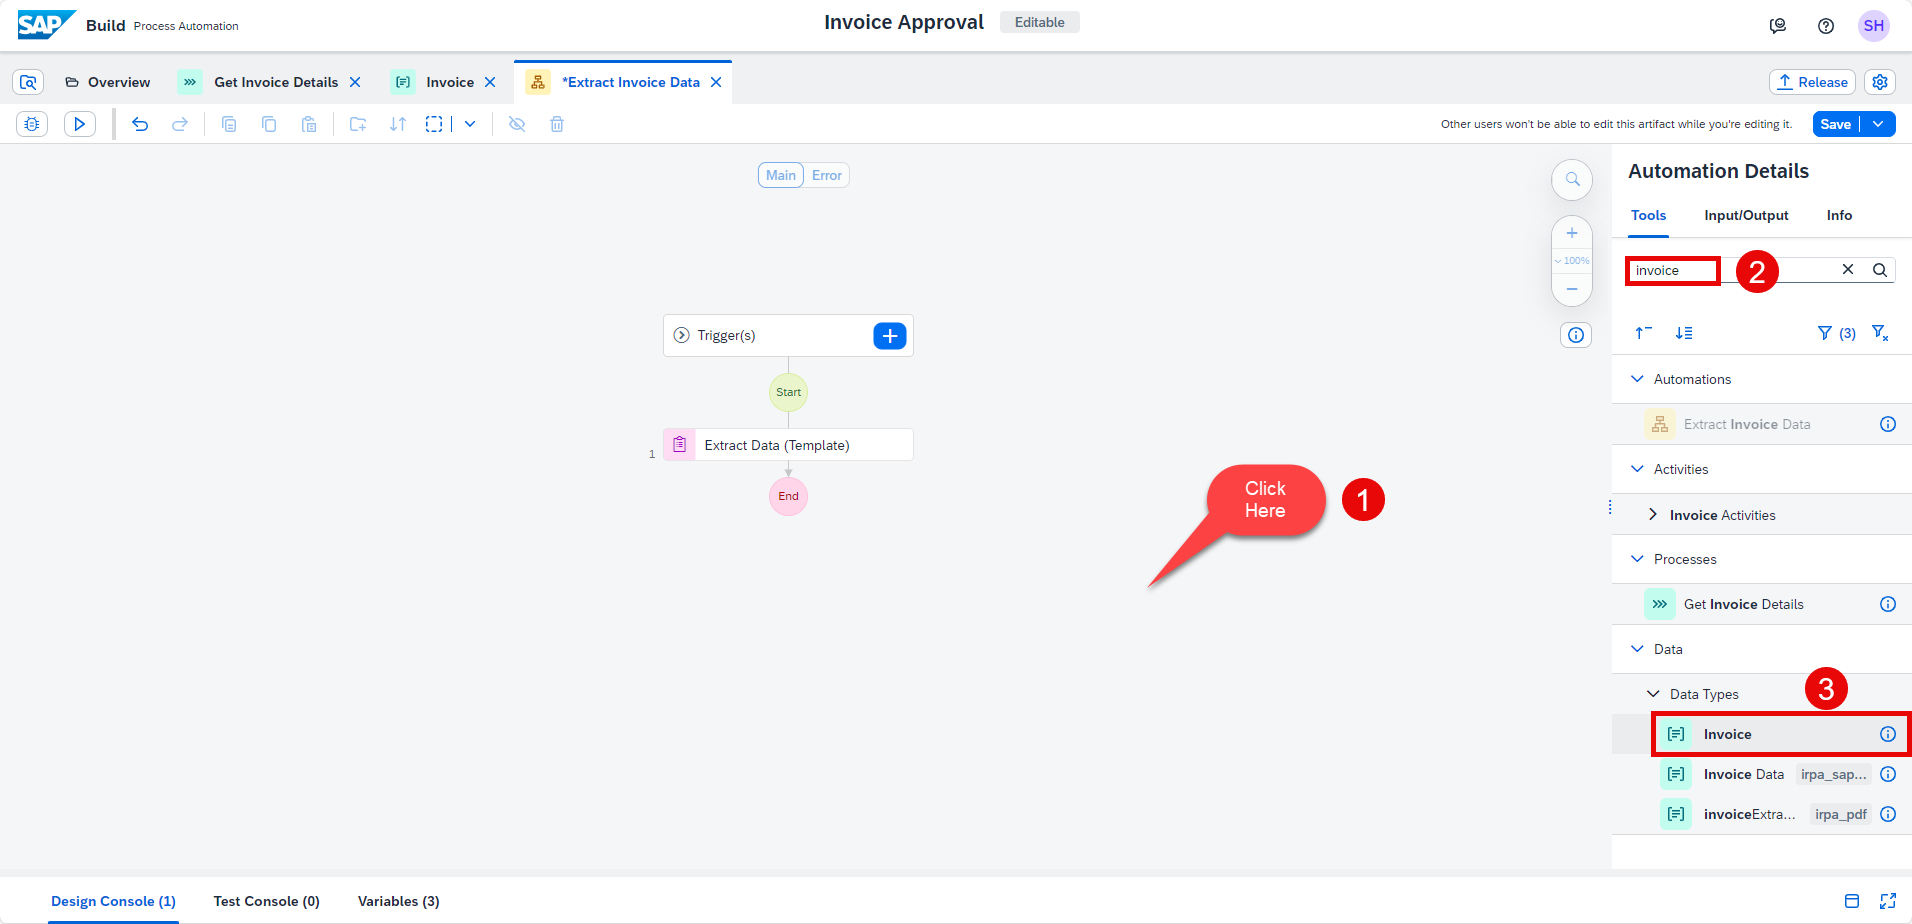 SAP Build Process Automation
Invoice Approval Editable
SH
Overview
Get Invoice Details
Invoice
*Extract Invoice Data
Release
Other users won't be able to edit this artifact while you're editing it.
Save
Main Error
100%
Trigger(s)
Start
1
Extract Data (Template)
End
Click
Here
1
Automation Details
Tools Input/Output Info
invoice
2
(3)
Automations
Extract Invoice Data
Activities
Invoice Activities
Processes
Get Invoice Details
Data
Data Types
3
Invoice
Invoice Data irpa_sap...
invoiceExtra... irpa_pdf
Design Console (1) Test Console (0) Variables (3)